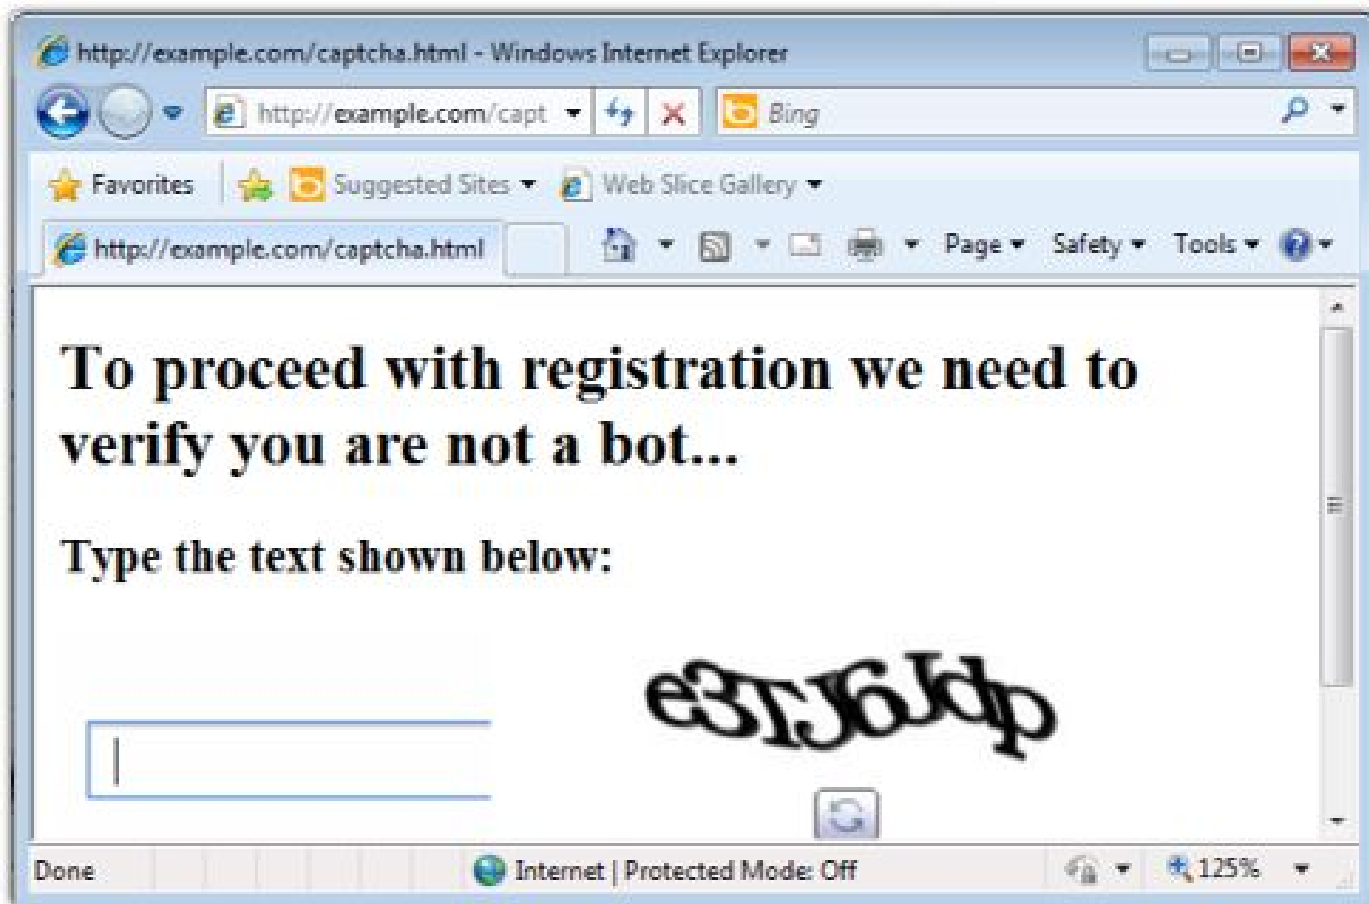 http://example.com/captcha.html - Windows Internet Explorer
http://example.com/capt
Bing
Favorites
Suggested Sites
Web Slice Gallery
http://example.com/captcha.html
Page
Safety
Tools
To proceed with registration we need to
verify you are not a bot...
Type the text shown below:
e3TJ6Jdp
Done
Internet | Protected Mode: Off
125%